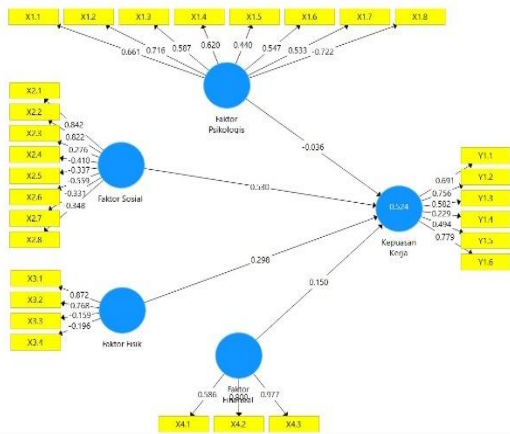 X1.1 X1.2 X1.3 X1.4 X1.5 X1.6 X1.7 X1.8
0.661 0.716 0.587 0.620 0.440 0.547 0.533 -0.722
Faktor
Psikologis
-0.036
X2.1
X2.2
X2.3
X2.4
X2.5
X2.6
X2.7
X2.8
0.842
0.822
0.276
-0.410
-0.337
-0.559
-0.331
0.348
Faktor Sosial
0.530
Y1.1
Y1.2
Y1.3
Y1.4
Y1.5
Y1.6
0.691
0.756
0.582
0.229
0.494
0.779
0.524
Kepuasan
Kerja
X3.1
X3.2
X3.3
X3.4
0.872
0.768
-0.159
-0.196
Faktor Fisik
0.298
0.150
Faktor
0.586 0.977
X4.1 X4.2 X4.3